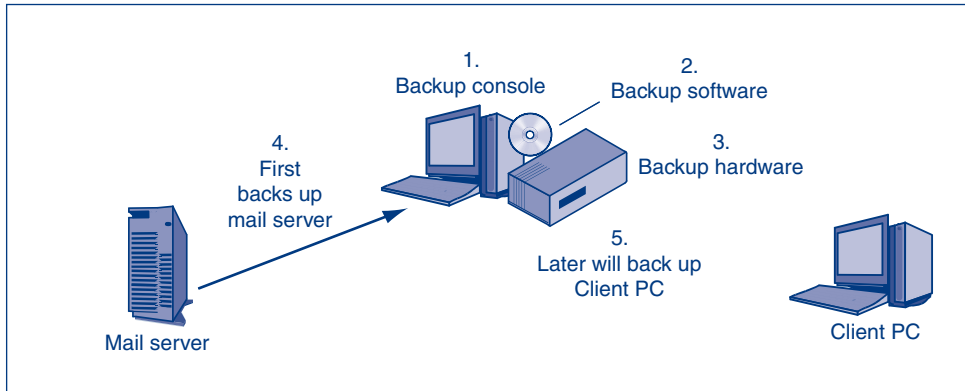 1.
Backup console
2.
Backup software
3.
Backup hardware
4.
First
backs up
mail server
5.
Later will back up
Client PC
Mail server
Client PC